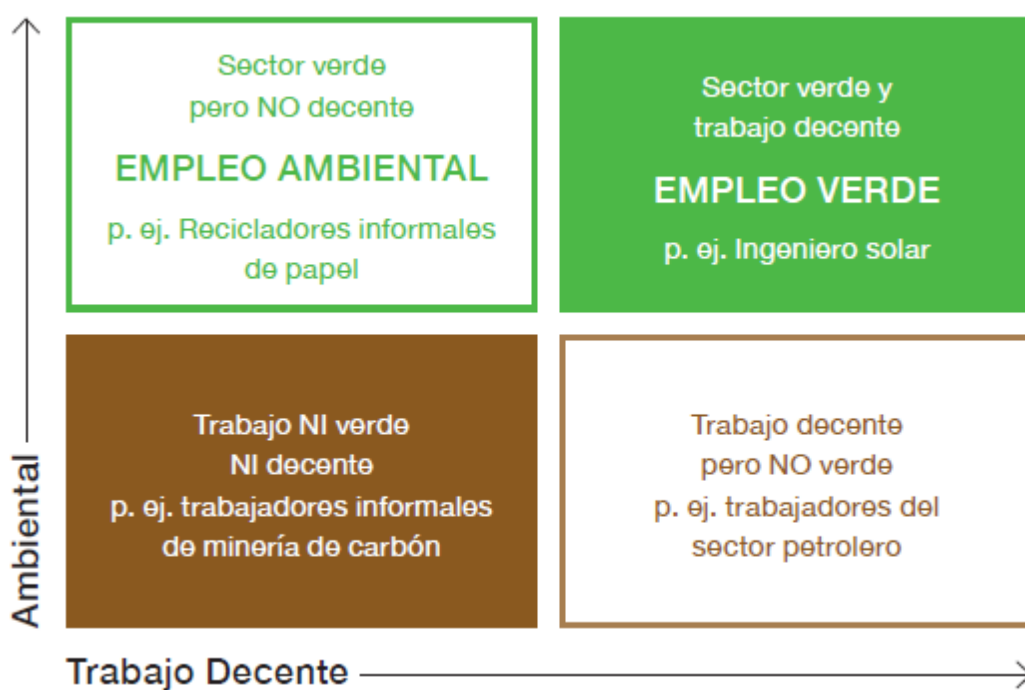 Sector verde
pero NO decente
EMPLEO AMBIENTAL
p. ej. Recicladores informales
de papel
Sector verde y
trabajo decente
EMPLEO VERDE
p. ej. Ingeniero solar
Trabajo NI verde
NI decente
p. ej. trabajadores informales
de minería de carbón
Trabajo decente
pero NO verde
p. ej. trabajadores del
sector petrolero
Ambiental
Trabajo Decente